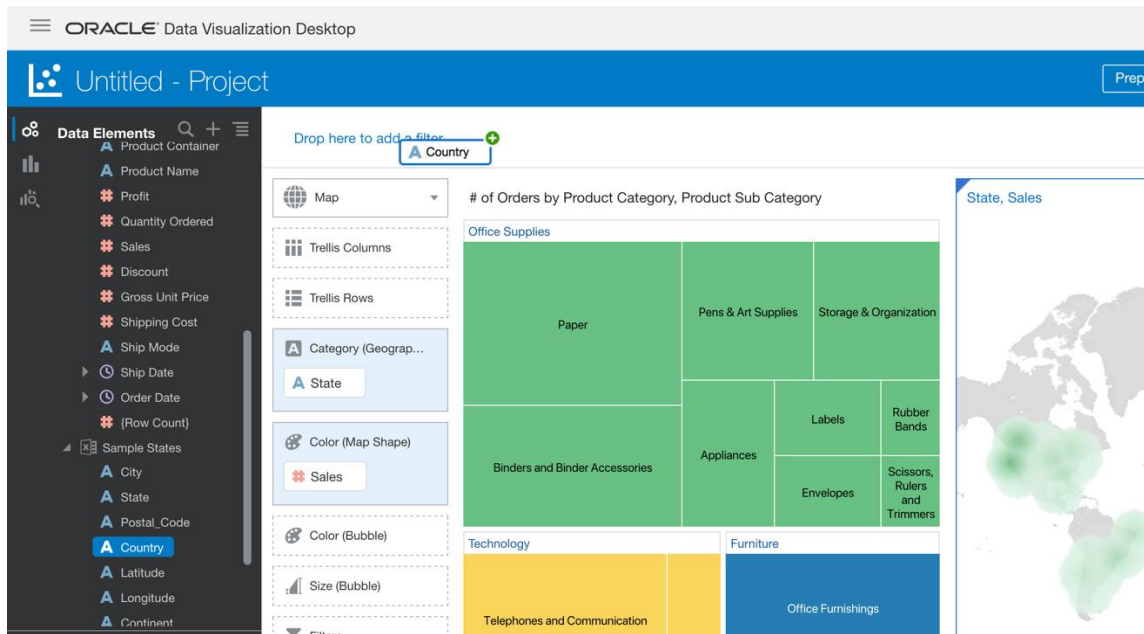 ORACLE Data Visualization Desktop
Untitled - Project
Data Elements
Product Container
Product Name
Profit
Quantity Ordered
Sales
Discount
Gross Unit Price
Shipping Cost
Ship Mode
Ship Date
Order Date
{Row Count}
Sample States
City
State
Postal_Code
Country
Latitude
Longitude
Continent
Drop here to add a filter
Country
Map
Trellis Columns
Trellis Rows
Category (Geograp...
State
Color (Map Shape)
Sales
Color (Bubble)
Size (Bubble)
# of Orders by Product Category, Product Sub Category
Office Supplies
Paper
Pens & Art Supplies
Storage & Organization
Binders and Binder Accessories
Appliances
Labels
Rubber
Bands
Envelopes
Scissors,
Rulers
and
Trimmers
Technology
Telephones and Communication
Furniture
Office Furnishings
Prep
State, Sales